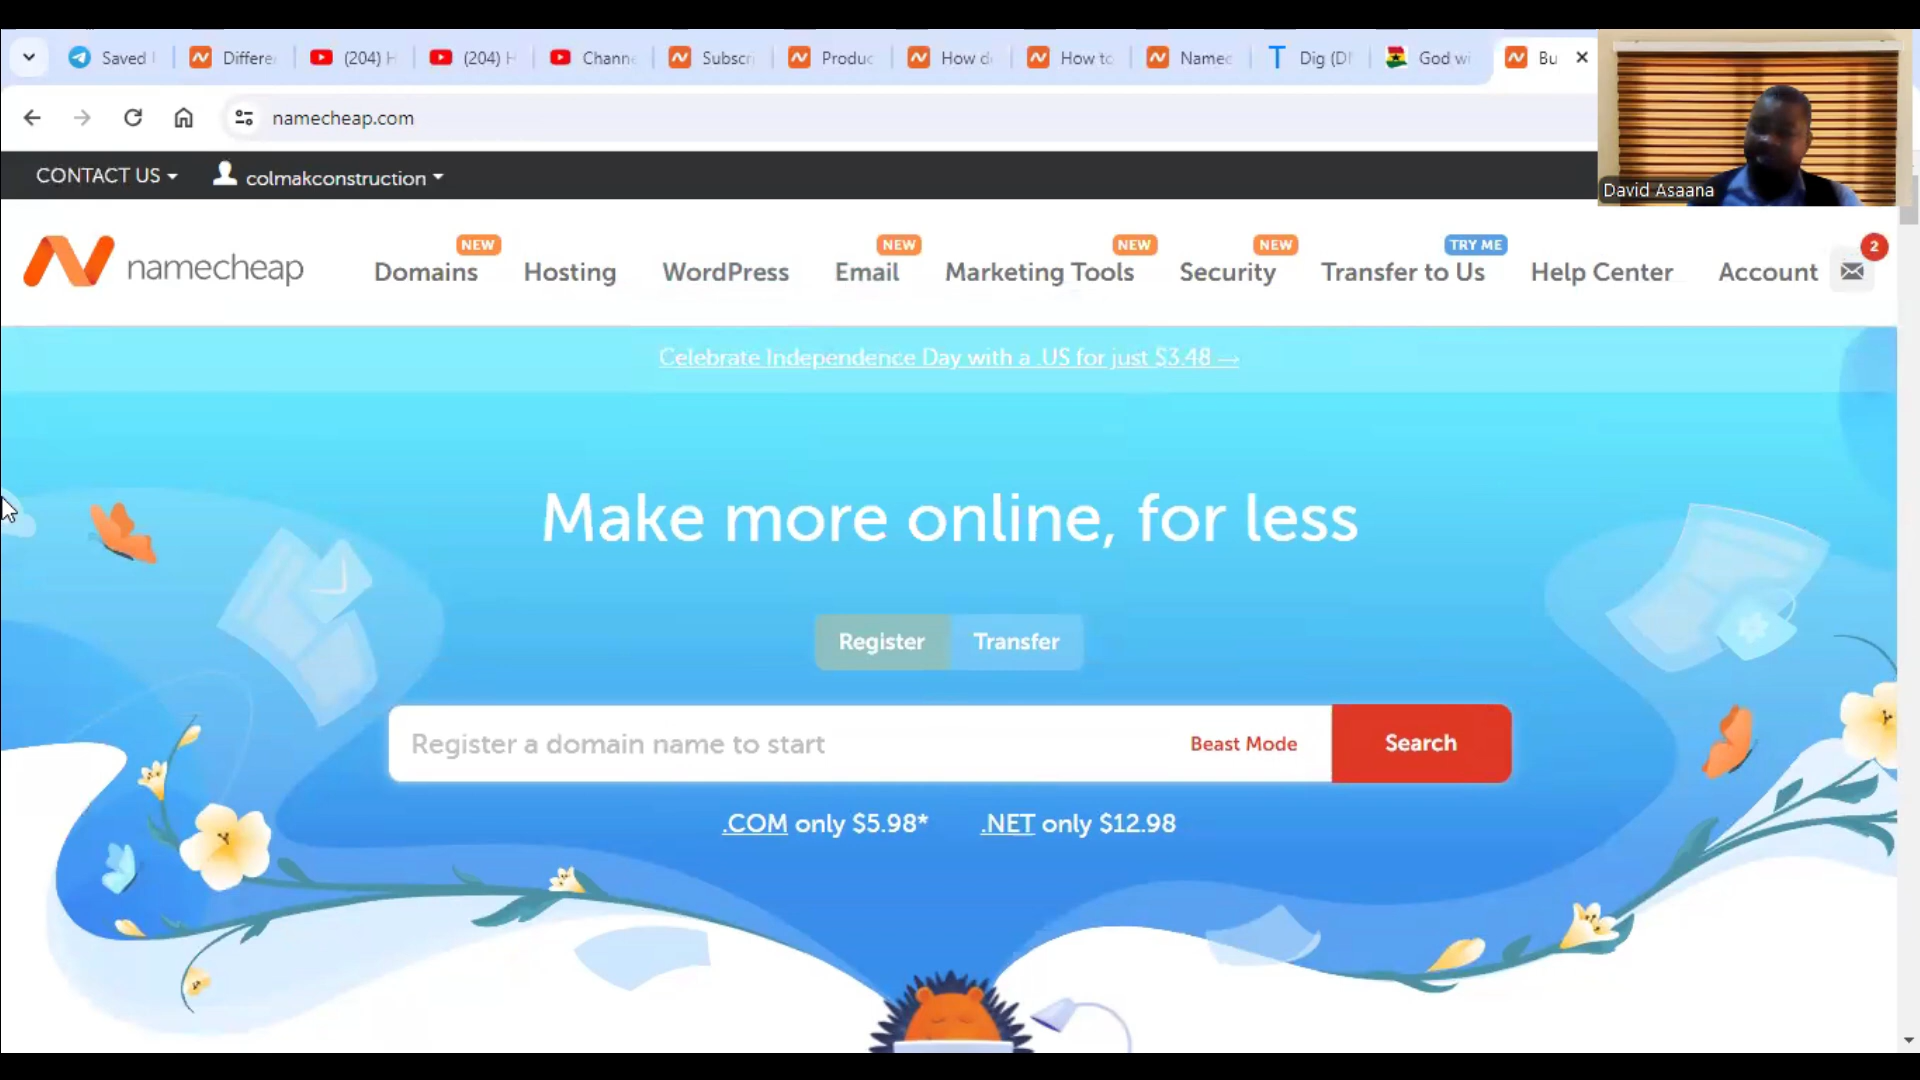 Saved
Differe
(204) H
(204) H
Chann
Subscri
Produc
How d
How to
Namec
Dig (D
God wi
Bu
namecheap.com
CONTACT US
colmakconstruction
David Asaana
namecheap
NEW
Domains
Hosting
WordPress
NEW
Email
NEW
Marketing Tools
NEW
Security
TRY ME
Transfer to Us
Help Center
Account
2
Celebrate Independence Day with a .US for just $3.48 →
Make more online, for less
Register
Transfer
Register a domain name to start
Beast Mode
Search
.COM only $5.98*
.NET only $12.98